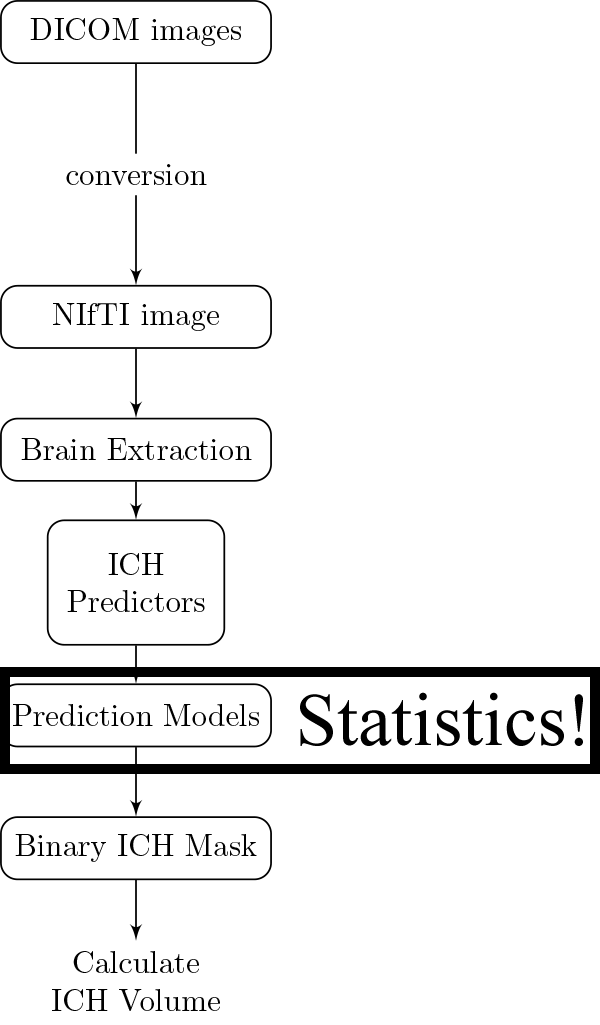 DICOM images
conversion
NIfTI image
Brain Extraction
ICH
Predictors
Prediction Models
Statistics!
Binary ICH Mask
Calculate
ICH Volume